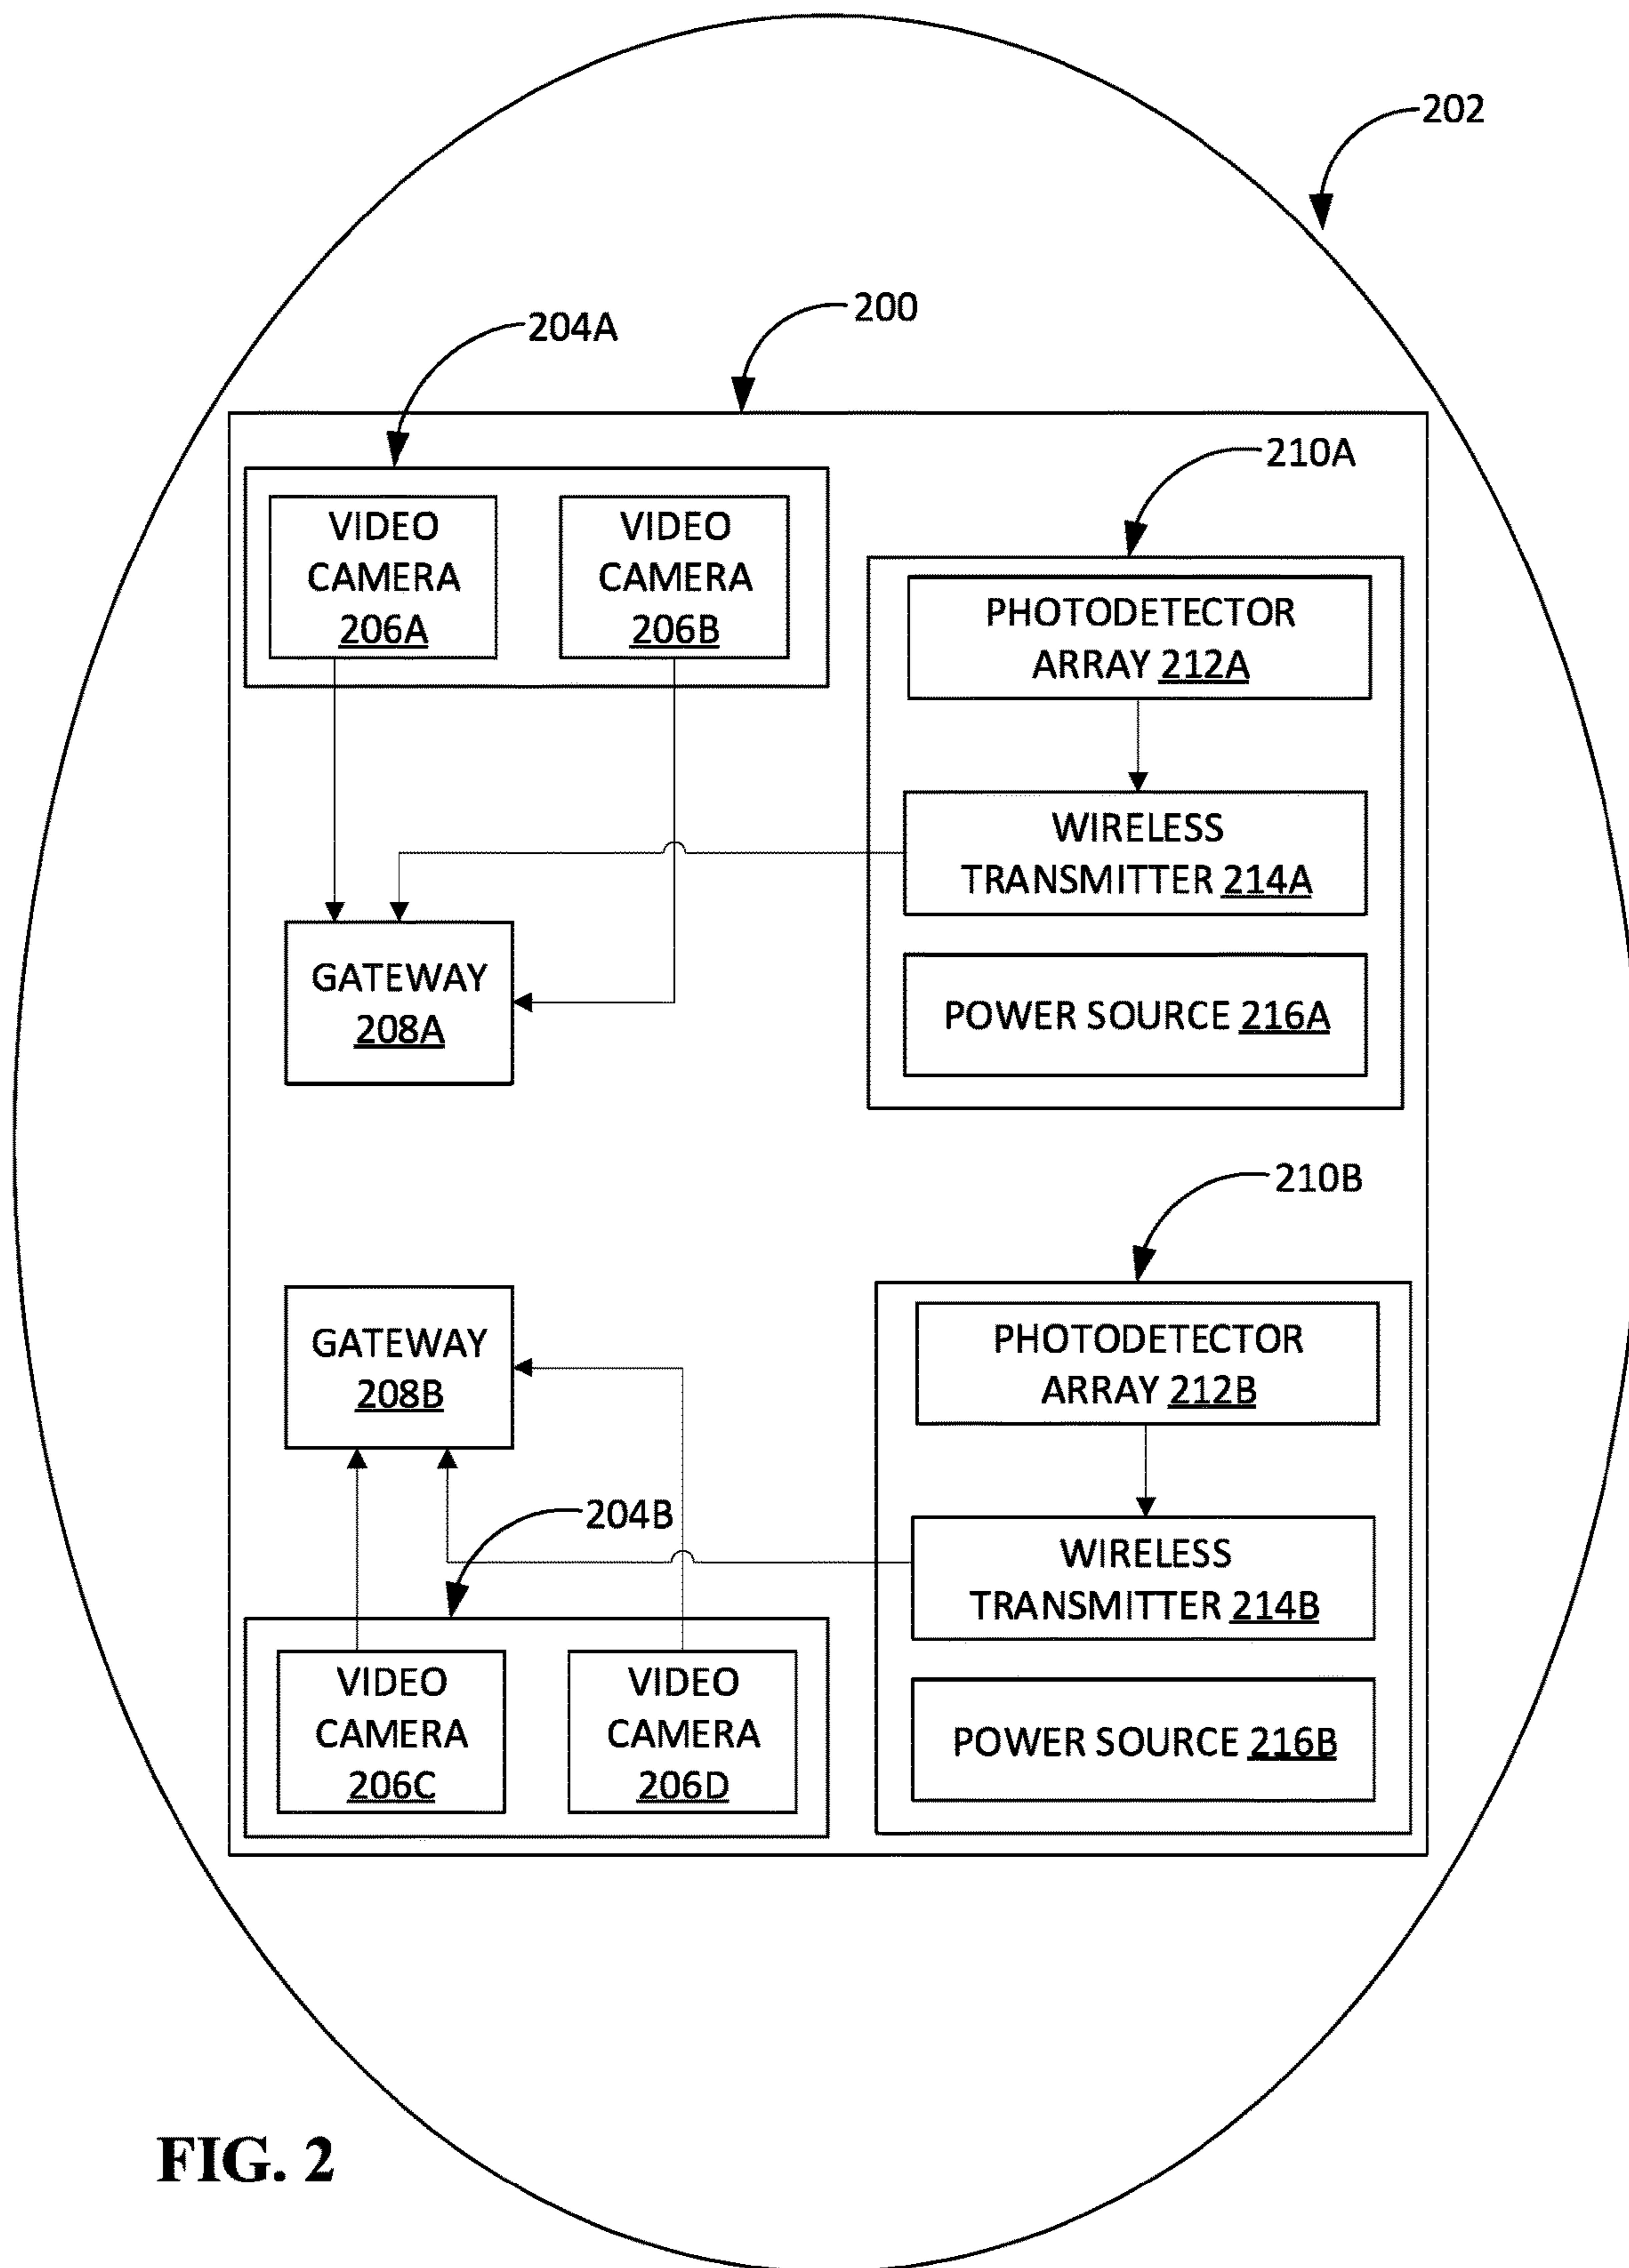 202
200
204A
210A
VIDEO
CAMERA
206A
VIDEO
CAMERA
206B
PHOTODETECTOR
ARRAY 212A
WIRELESS
TRANSMITTER 214A
GATEWAY
208A
POWER SOURCE 216A
210B
GATEWAY
208B
PHOTODETECTOR
ARRAY 212B
204B
WIRELESS
TRANSMITTER 214B
VIDEO
CAMERA
206C
VIDEO
CAMERA
206D
POWER SOURCE 216B
FIG. 2